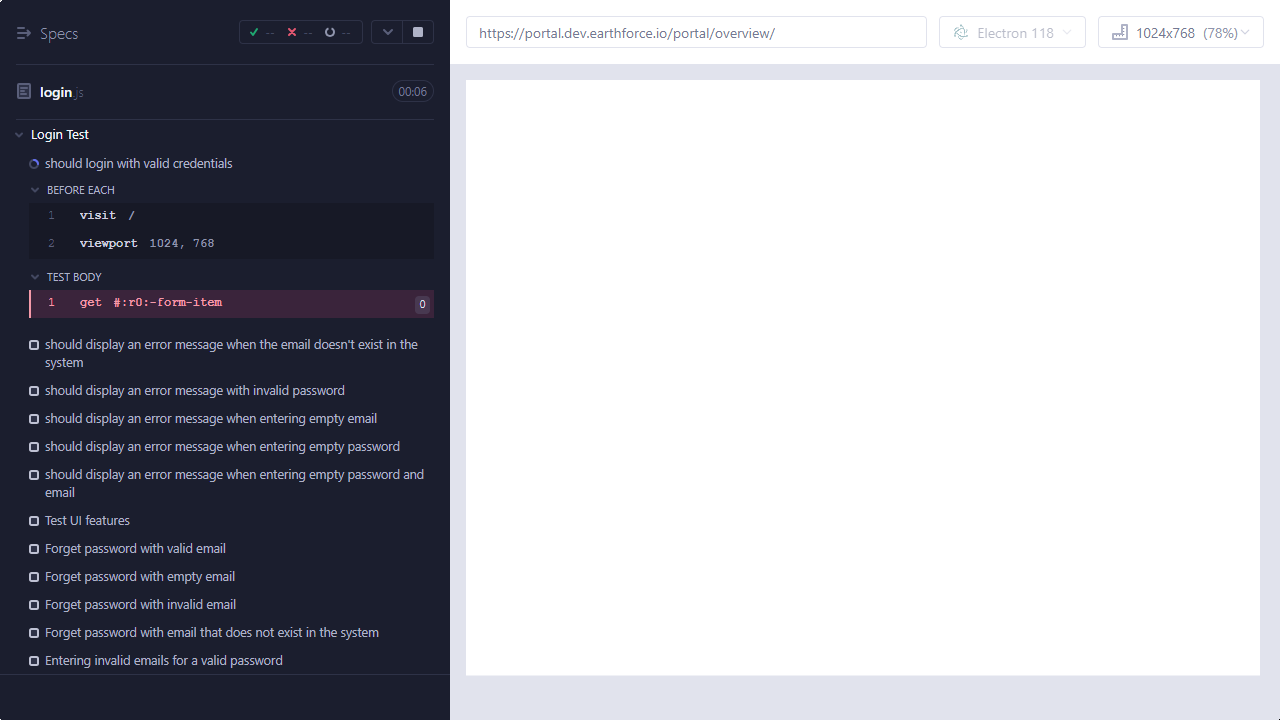 Specs
--
--
--
https://portal.dev.earthforce.io/portal/overview/
Electron 118
1024x768 (78%)
login.js
00:06
Login Test
should login with valid credentials
BEFORE EACH
1 visit /
2 viewport 1024, 768
TEST BODY
1 get #:r0:-form-item 0
should display an error message when the email doesn't exist in the
system
should display an error message with invalid password
should display an error message when entering empty email
should display an error message when entering empty password
should display an error message when entering empty password and
email
Test UI features
Forget password with valid email
Forget password with empty email
Forget password with invalid email
Forget password with email that does not exist in the system
Entering invalid emails for a valid password